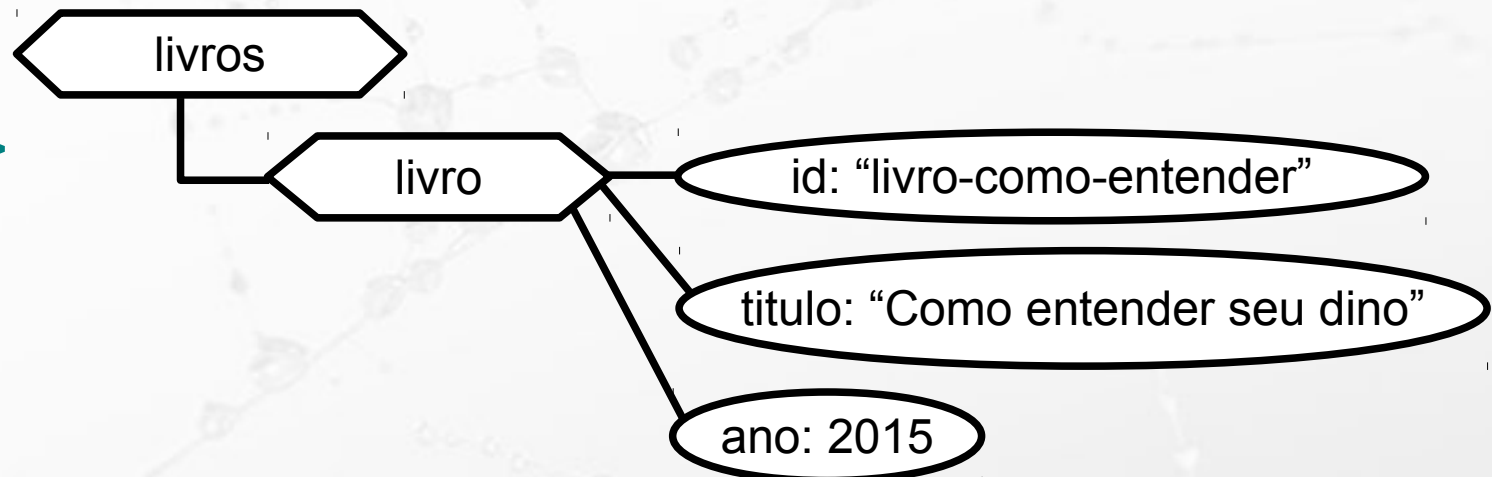 livros
livro
id: “livro-como-entender”
titulo: “Como entender seu dino”
ano: 2015